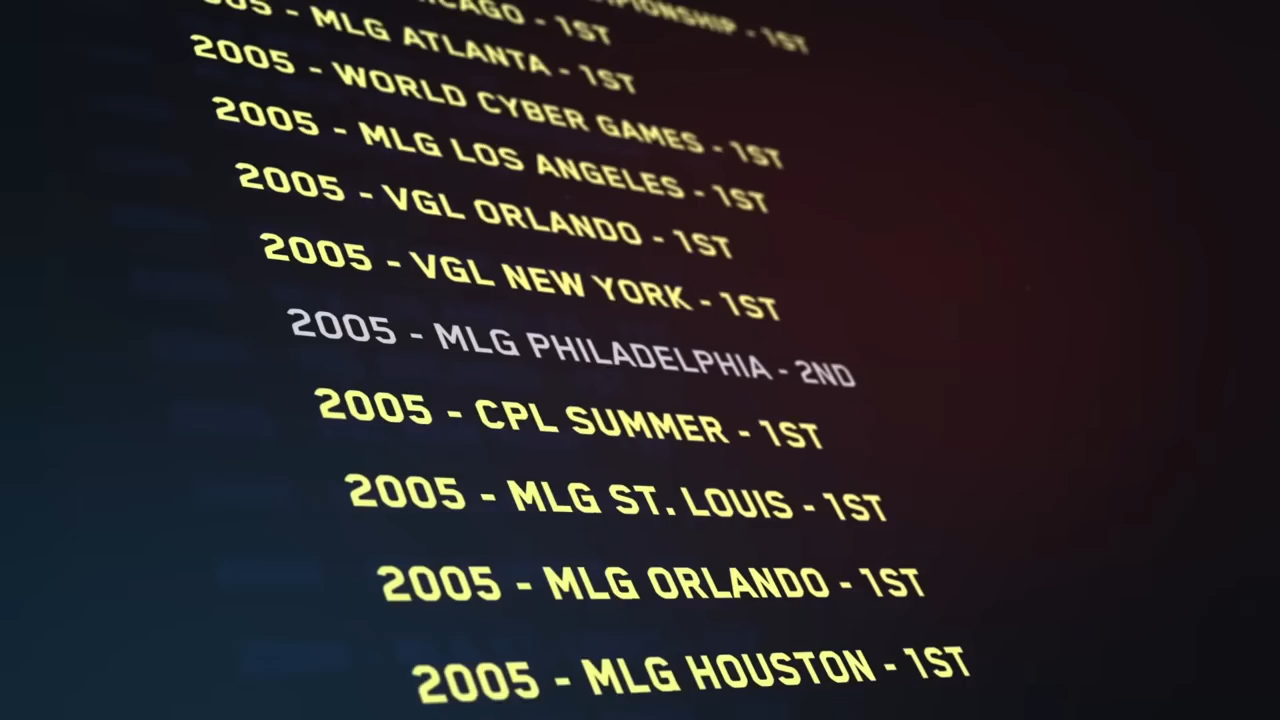 - 1ST
- 1ST
2005 - MLG ATLANTA - 1ST
2005 - WORLD CYBER GAMES - 1ST
2005 - MLG LOS ANGELES - 1ST
2005 - VGL ORLANDO - 1ST
2005 - VGL NEW YORK - 1ST
2005 - MLG PHILADELPHIA - 2ND
2005 - CPL SUMMER - 1ST
2005 - MLG ST. LOUIS - 1ST
2005 - MLG ORLANDO - 1ST
2005 - MLG HOUSTON - 1ST